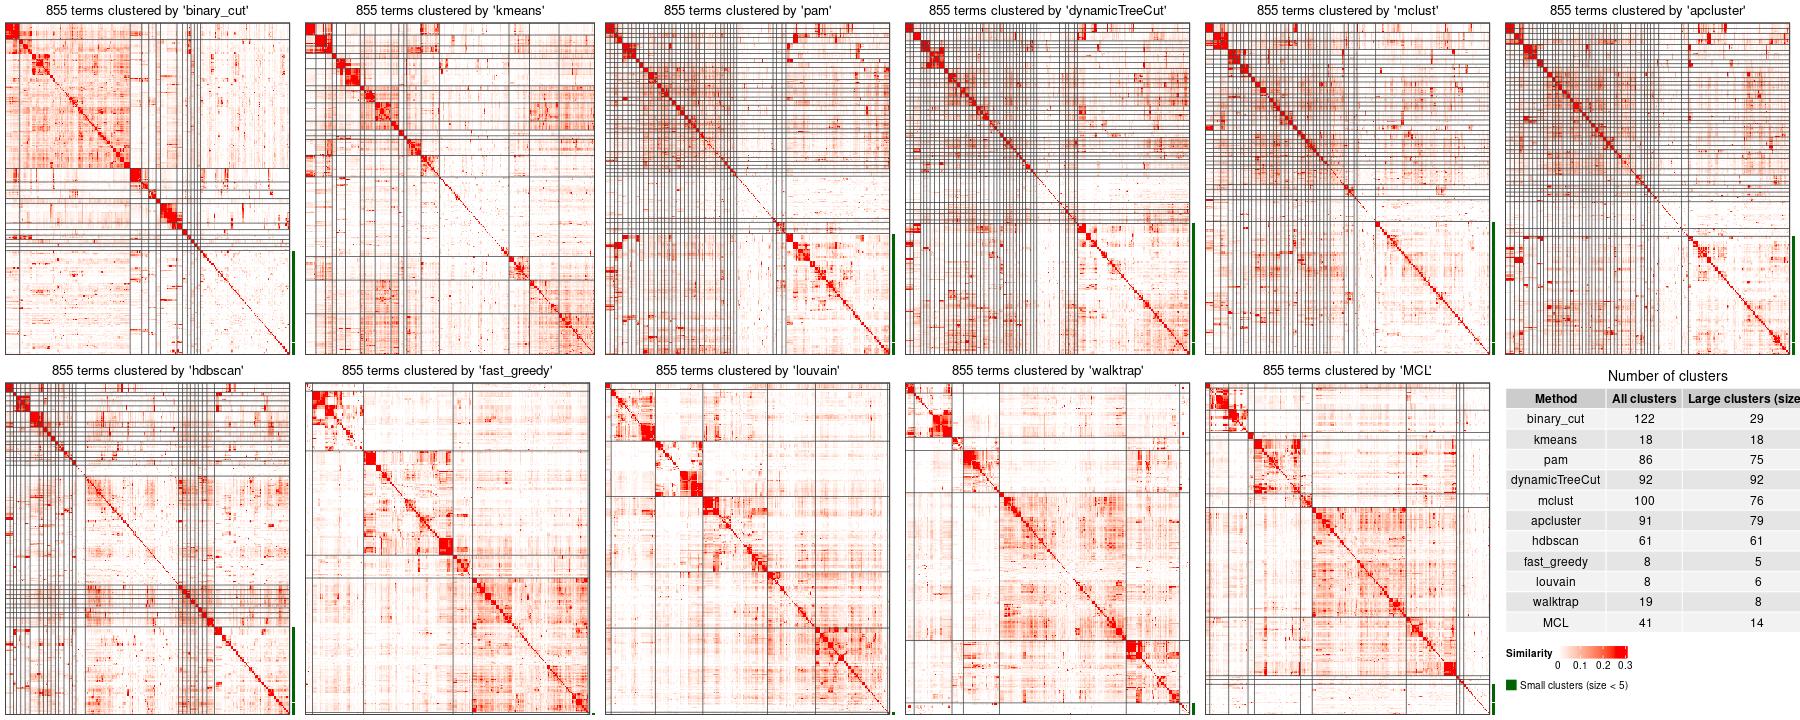 855 terms clustered by 'binary_cut'
855 terms clustered by 'kmeans'
855 terms clustered by 'pam'
855 terms clustered by 'dynamicTreeCut'
855 terms clustered by 'mclust'
855 terms clustered by 'apcluster'
855 terms clustered by 'hdbscan'
855 terms clustered by 'fast_greedy'
855 terms clustered by 'louvain'
855 terms clustered by 'walktrap'
855 terms clustered by 'MCL'
Number of clusters
Method All clusters Large clusters (size
binary_cut 122 29
kmeans 18 18
pam 86 75
dynamicTreeCut 92 92
mclust 100 76
apcluster 91 79
hdbscan 61 61
fast_greedy 8 5
louvain 8 6
walktrap 19 8
MCL 41 14
Similarity
0 0.1 0.2 0.3
Small clusters (size < 5)